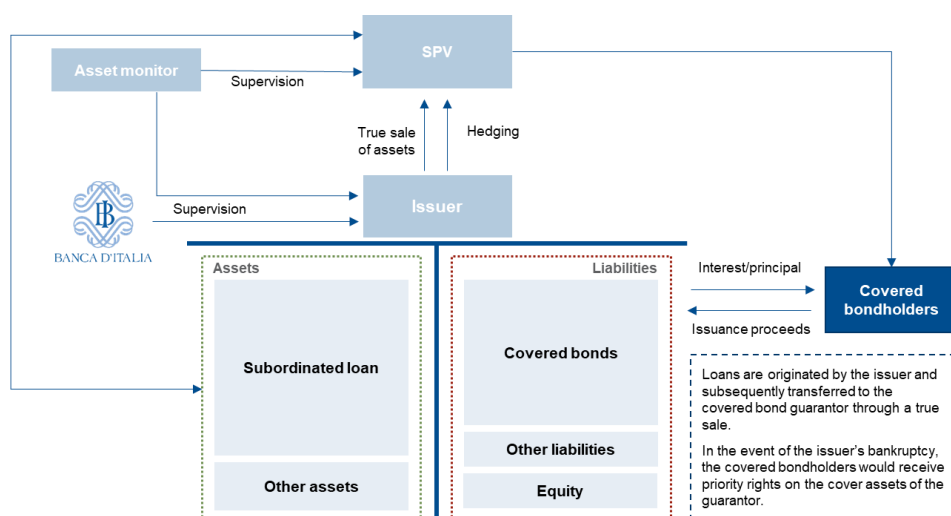 SPV
Asset monitor
Supervision
True sale
of assets
Hedging
Issuer
Supervision
BANCA D'ITALIA
Assets
Liabilities
Subordinated loan
Other assets
Covered bonds
Other liabilities
Equity
Interest/principal
Issuance proceeds
Covered
bondholders
Loans are originated by the issuer and
subsequently transferred to the
covered bond guarantor through a true
sale.
In the event of the issuer's bankruptcy,
the covered bondholders would receive
priority rights on the cover assets of the
guarantor.